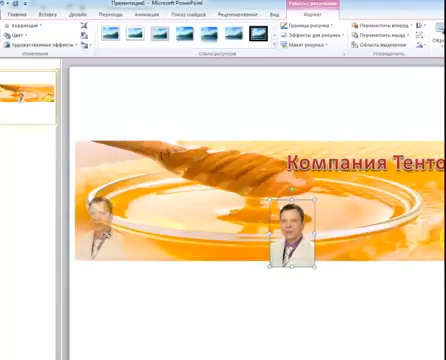 Презентация1 - Microsoft PowerPoint
Работа с рисунками
Главная Вставка Дизайн Переходы Анимация Показ слайдов Рецензирование Вид Формат
Коррекция
Цвет
Художественные эффекты
Изменение
Стили рисунков
Граница рисунка
Эффекты для рисунка
Макет рисунка
Переместить вперед
Переместить назад
Область выделения
Упорядочить
Компания Тенто